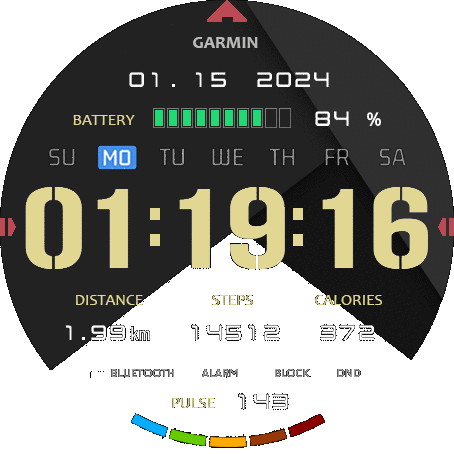 GARMIN
01.15 2024
BATTERY 84 %
SU MO TU WE TH FR SA
01:19:16
DISTANCE STEPS CALORIES
1.99km 14512 372
BLUETOOTH ALARM BLOCK DND
PULSE 143